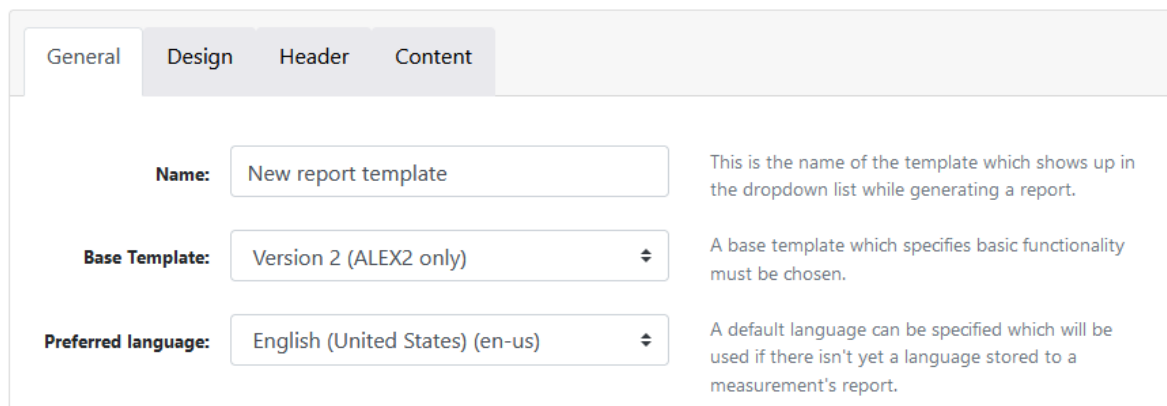 General Design Header Content
Name: New report template
This is the name of the template which shows up in
the dropdown list while generating a report.
Base Template: Version 2 (ALEX2 only)
A base template which specifies basic functionality
must be chosen.
Preferred language: English (United States) (en-us)
A default language can be specified which will be
used if there isn't yet a language stored to a
measurement's report.